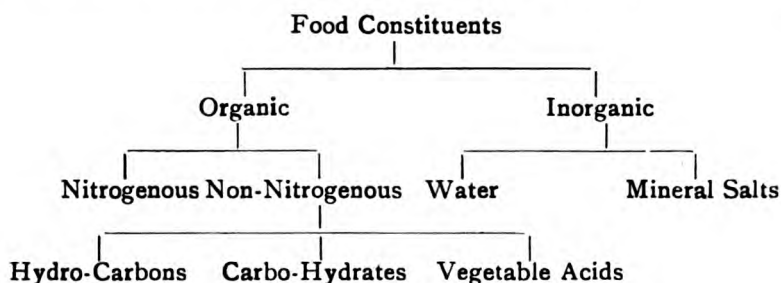 Food Constituents
Organic Inorganic
Nitrogenous Non-Nitrogenous Water Mineral Salts
Hydro-Carbons Carbo-Hydrates Vegetable Acids